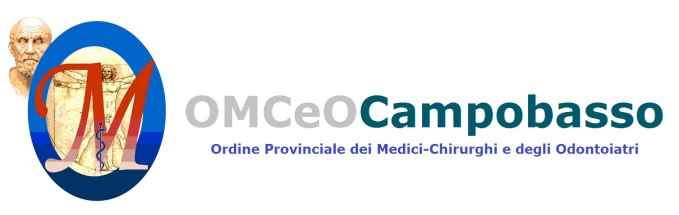 M
OMCeOCampobasso
Ordine Provinciale dei Medici-Chirurghi e degli Odontoiatri